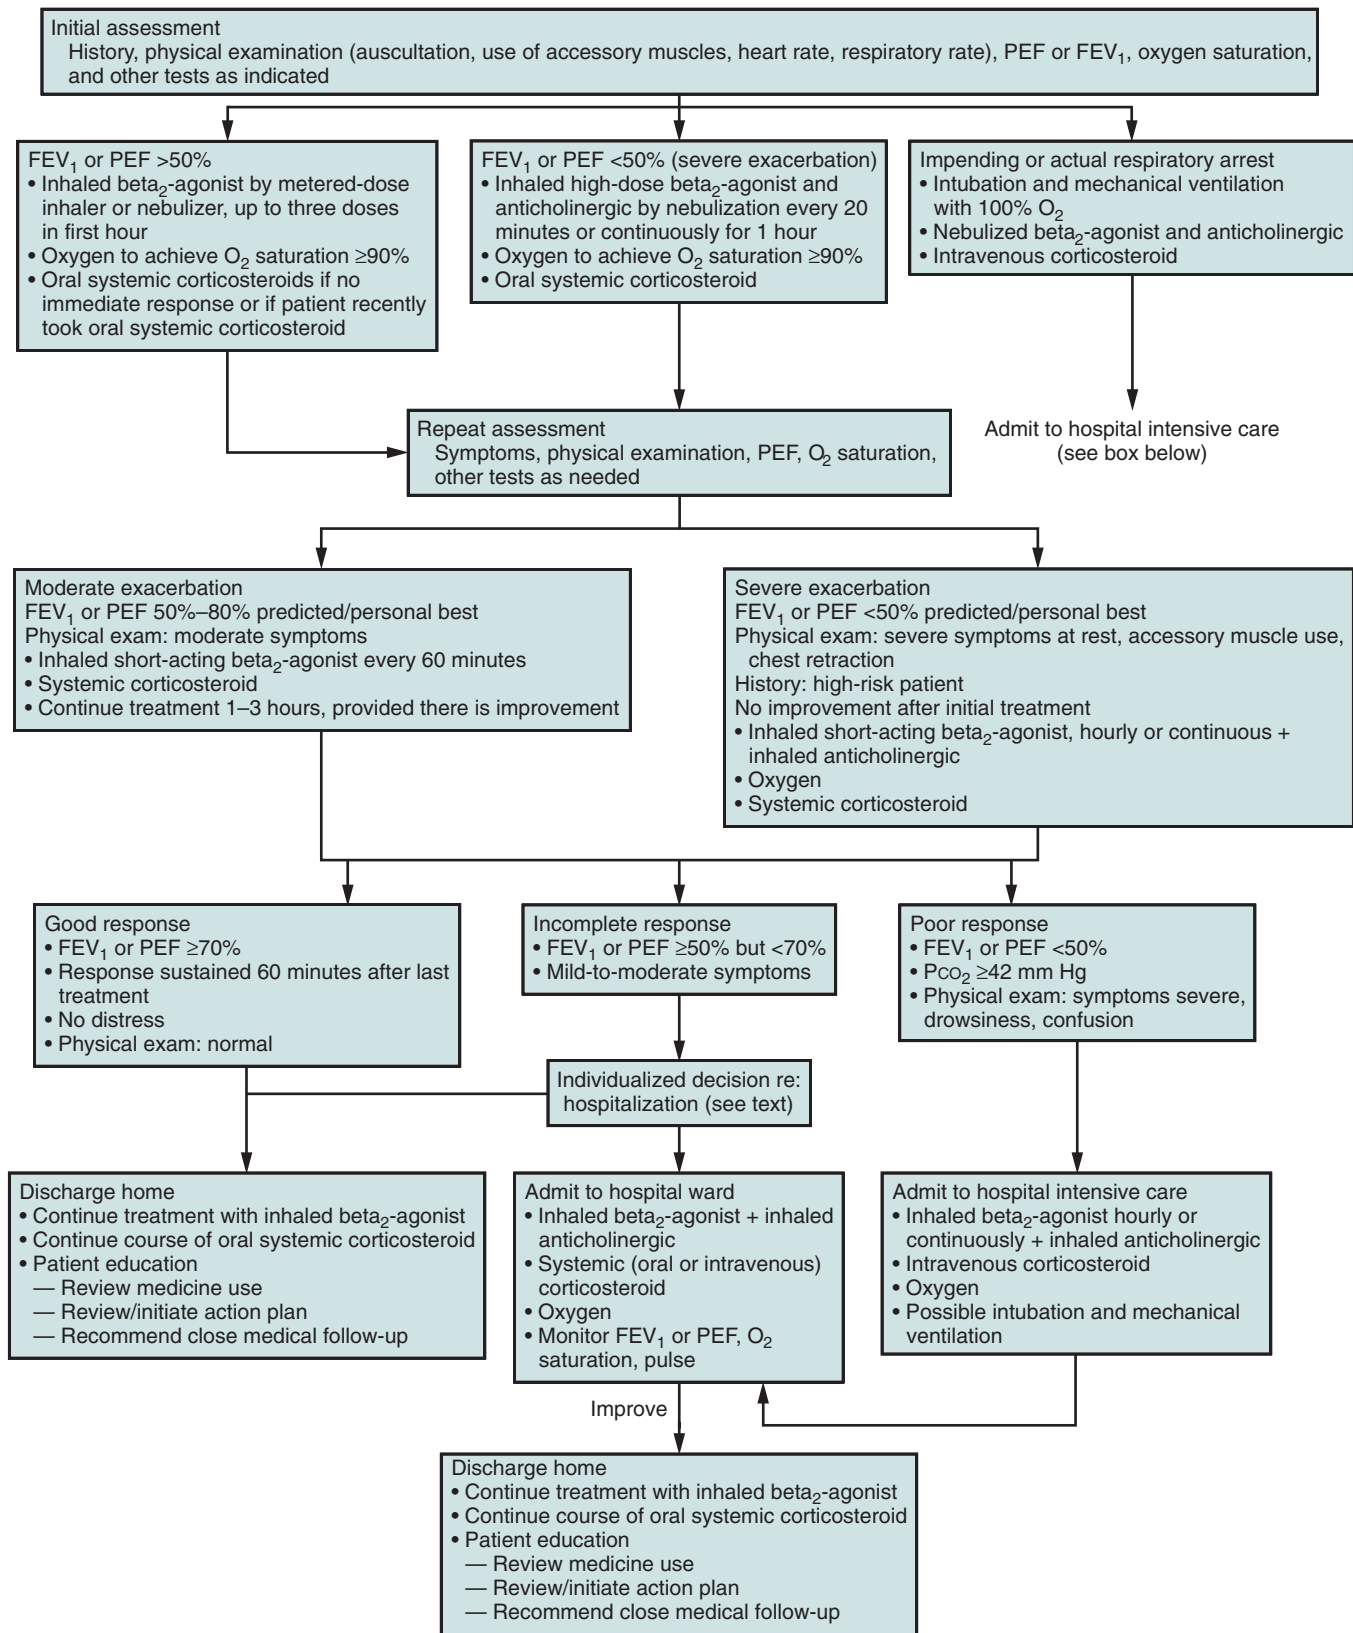 Initial assessment
History, physical examination (auscultation, use of accessory muscles, heart rate, respiratory rate), PEF or FEV₁, oxygen saturation,
and other tests as indicated
FEV₁ or PEF >50%
• Inhaled beta₂-agonist by metered-dose
inhaler or nebulizer, up to three doses
in first hour
• Oxygen to achieve O₂ saturation ≥90%
• Oral systemic corticosteroids if no
immediate response or if patient recently
took oral systemic corticosteroid
FEV₁ or PEF <50% (severe exacerbation)
• Inhaled high-dose beta₂-agonist and
anticholinergic by nebulization every 20
minutes or continuously for 1 hour
• Oxygen to achieve O₂ saturation ≥90%
• Oral systemic corticosteroid
Impending or actual respiratory arrest
• Intubation and mechanical ventilation
with 100% O₂
• Nebulized beta₂-agonist and anticholinergic
• Intravenous corticosteroid
Admit to hospital intensive care
(see box below)
Repeat assessment
Symptoms, physical examination, PEF, O₂ saturation,
other tests as needed
Moderate exacerbation
FEV₁ or PEF 50%–80% predicted/personal best
Physical exam: moderate symptoms
• Inhaled short-acting beta₂-agonist every 60 minutes
• Systemic corticosteroid
• Continue treatment 1–3 hours, provided there is improvement
Severe exacerbation
FEV₁ or PEF <50% predicted/personal best
Physical exam: severe symptoms at rest, accessory muscle use,
chest retraction
History: high-risk patient
No improvement after initial treatment
• Inhaled short-acting beta₂-agonist, hourly or continuous +
inhaled anticholinergic
• Oxygen
• Systemic corticosteroid
Good response
• FEV₁ or PEF ≥70%
• Response sustained 60 minutes after last
treatment
• No distress
• Physical exam: normal
Incomplete response
• FEV₁ or PEF ≥50% but <70%
• Mild-to-moderate symptoms
Poor response
• FEV₁ or PEF <50%
• PCO₂ ≥42 mm Hg
• Physical exam: symptoms severe,
drowsiness, confusion
Individualized decision re:
hospitalization (see text)
Discharge home
• Continue treatment with inhaled beta₂-agonist
• Continue course of oral systemic corticosteroid
• Patient education
— Review medicine use
— Review/initiate action plan
— Recommend close medical follow-up
Admit to hospital ward
• Inhaled beta₂-agonist + inhaled
anticholinergic
• Systemic (oral or intravenous)
corticosteroid
• Oxygen
• Monitor FEV₁ or PEF, O₂
saturation, pulse
Admit to hospital intensive care
• Inhaled beta₂-agonist hourly or
continuously + inhaled anticholinergic
• Intravenous corticosteroid
• Oxygen
• Possible intubation and mechanical
ventilation
Improve
Discharge home
• Continue treatment with inhaled beta₂-agonist
• Continue course of oral systemic corticosteroid
• Patient education
— Review medicine use
— Review/initiate action plan
— Recommend close medical follow-up